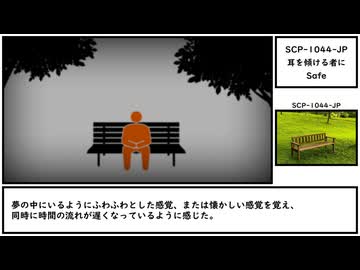 SCP-1044-JP
耳を傾ける者に
Safe
SCP-1044-JP
夢の中にいるようにふわふわとした感覚、または懐かしい感覚を覚え、
同時に時間の流れが遅くなっているように感じた。